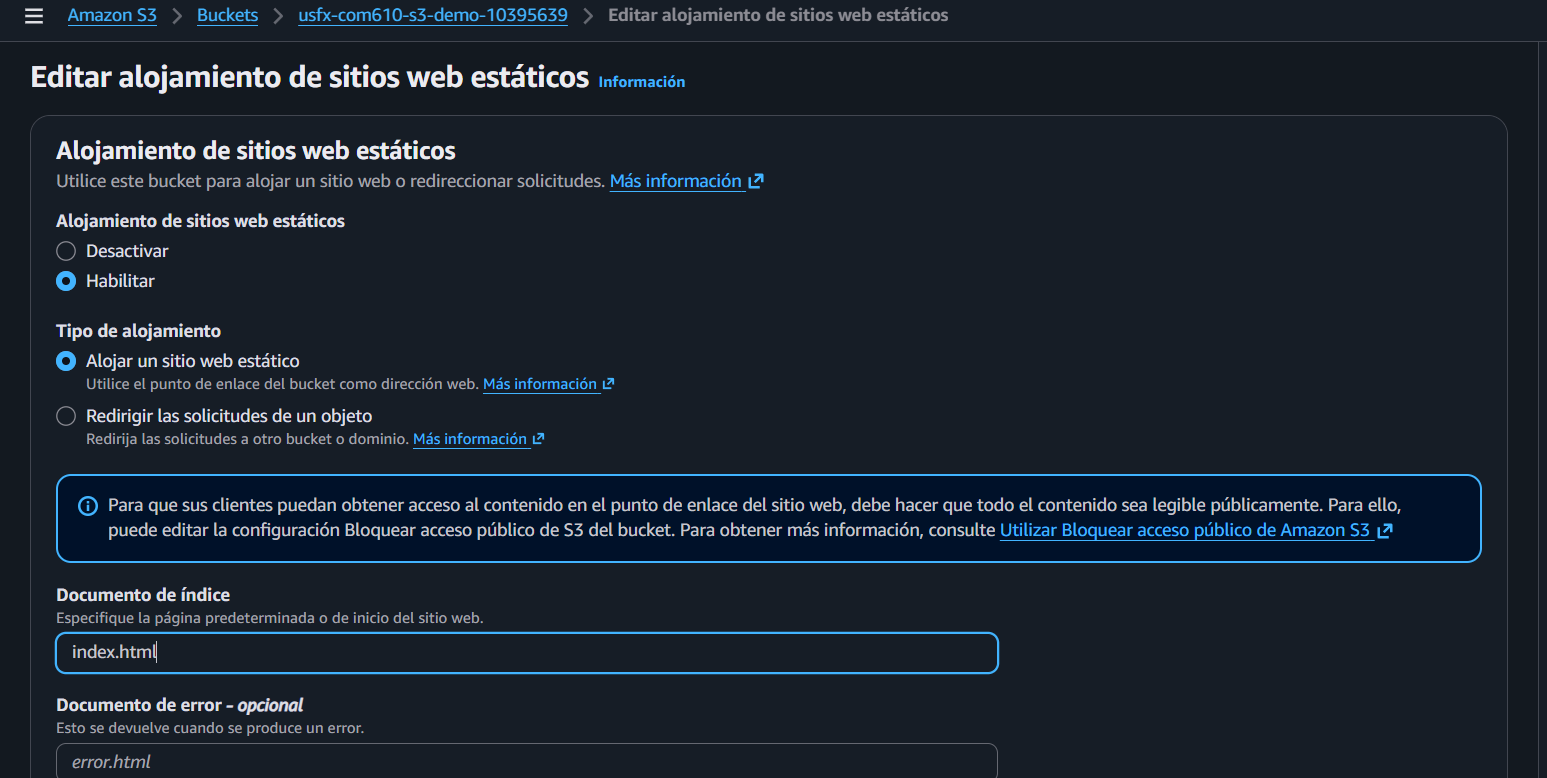 Amazon S3 > Buckets > usfx-com610-s3-demo-10395639 > Editar alojamiento de sitios web estáticos
Editar alojamiento de sitios web estáticos Información
Alojamiento de sitios web estáticos
Utilice este bucket para alojar un sitio web o redireccionar solicitudes. Más información
Alojamiento de sitios web estáticos
Desactivar
Habilitar
Tipo de alojamiento
Alojar un sitio web estático
Utilice el punto de enlace del bucket como dirección web. Más información
Redirigir las solicitudes de un objeto
Redirija las solicitudes a otro bucket o dominio. Más información
Para que sus clientes puedan obtener acceso al contenido en el punto de enlace del sitio web, debe hacer que todo el contenido sea legible públicamente. Para ello,
puede editar la configuración Bloquear acceso público de S3 del bucket. Para obtener más información, consulte Utilizar Bloquear acceso público de Amazon S3
Documento de índice
Especifique la página predeterminada o de inicio del sitio web.
index.html
Documento de error - opcional
Esto se devuelve cuando se produce un error.
error.html